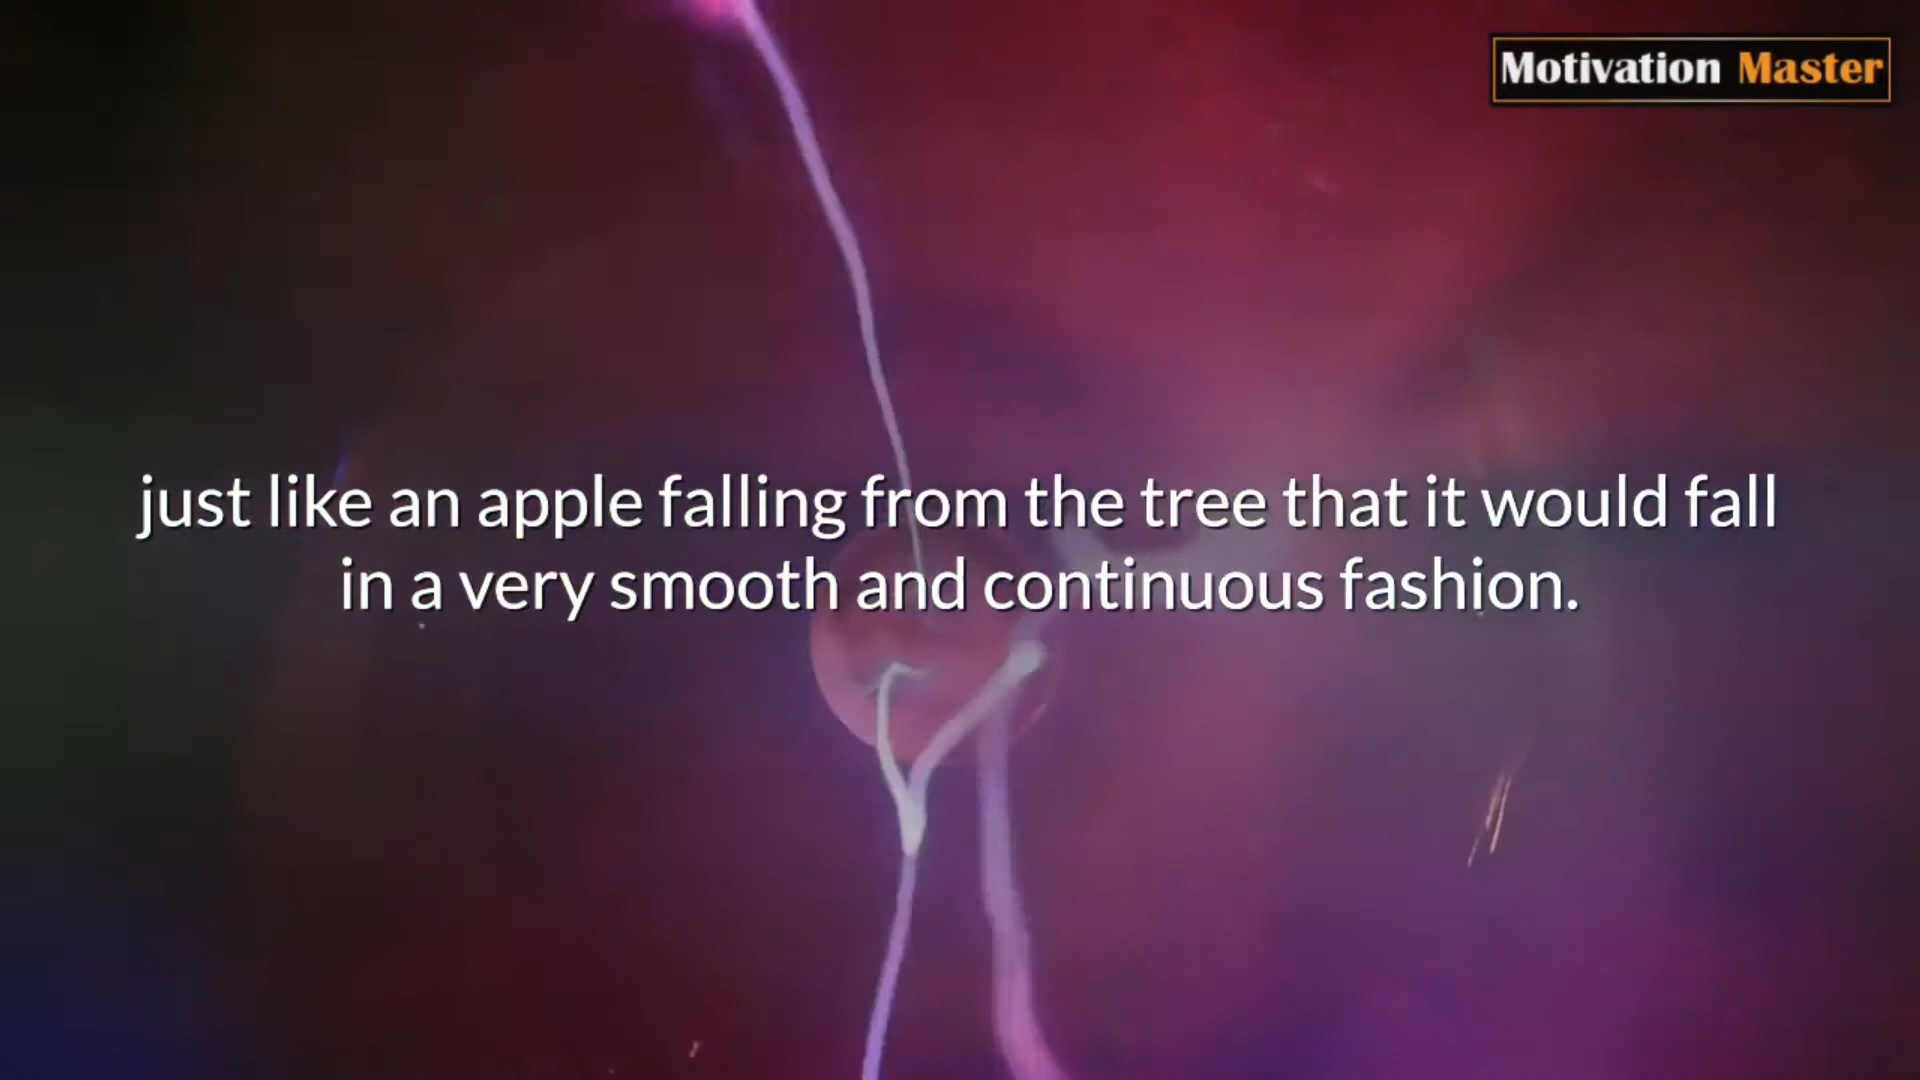 Motivation Master
just like an apple falling from the tree that it would fall
in a very smooth and continuous fashion.